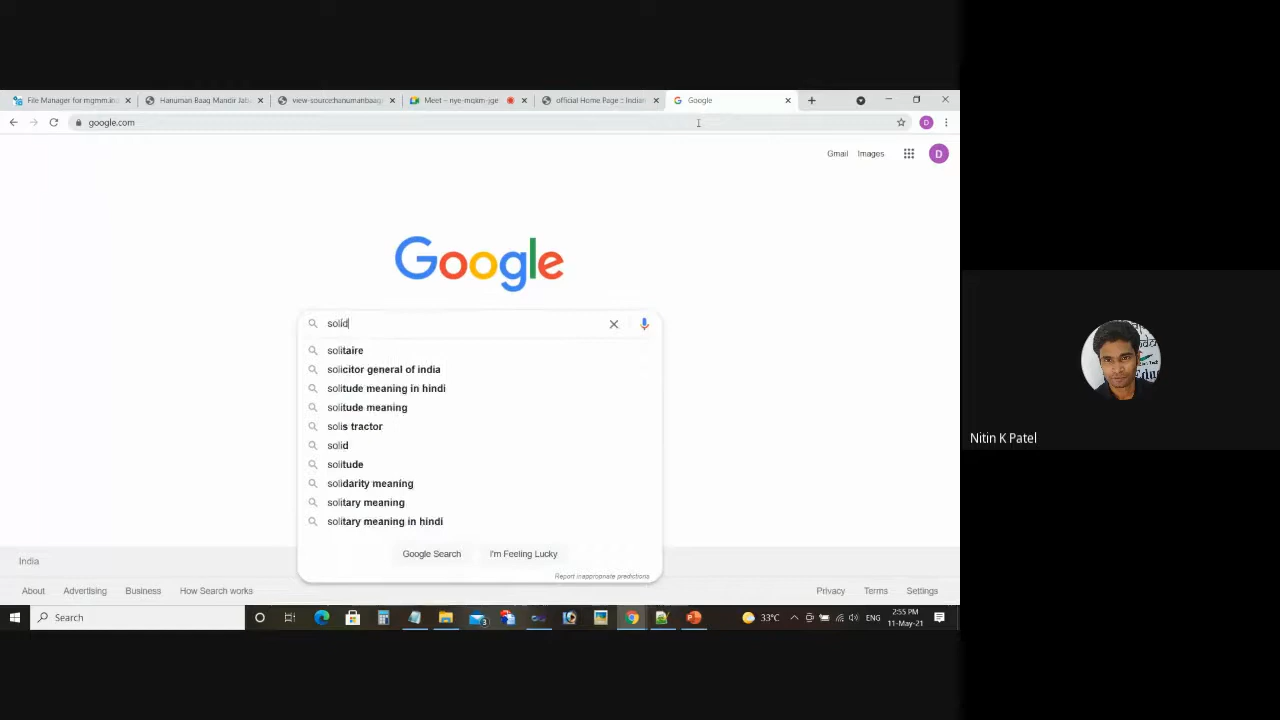 File Manager for mgmm.in
Hanuman Baag Mandir Jab
view-source:hanumanbaag
Meet – nye-mqkm-jge
official Home Page :: Indian
Google
google.com
D
Gmail
Images
D
Google
solid
solitaire
solicitor general of india
solitude meaning in hindi
solitude meaning
solis tractor
solid
solitude
solidarity meaning
solitary meaning
solitary meaning in hindi
Google Search
I'm Feeling Lucky
Report inappropriate predictions
India
About
Advertising
Business
How Search works
Privacy
Terms
Settings
Search
3
33°C
ENG
2:55 PM
11-May-21
Nitin K Patel